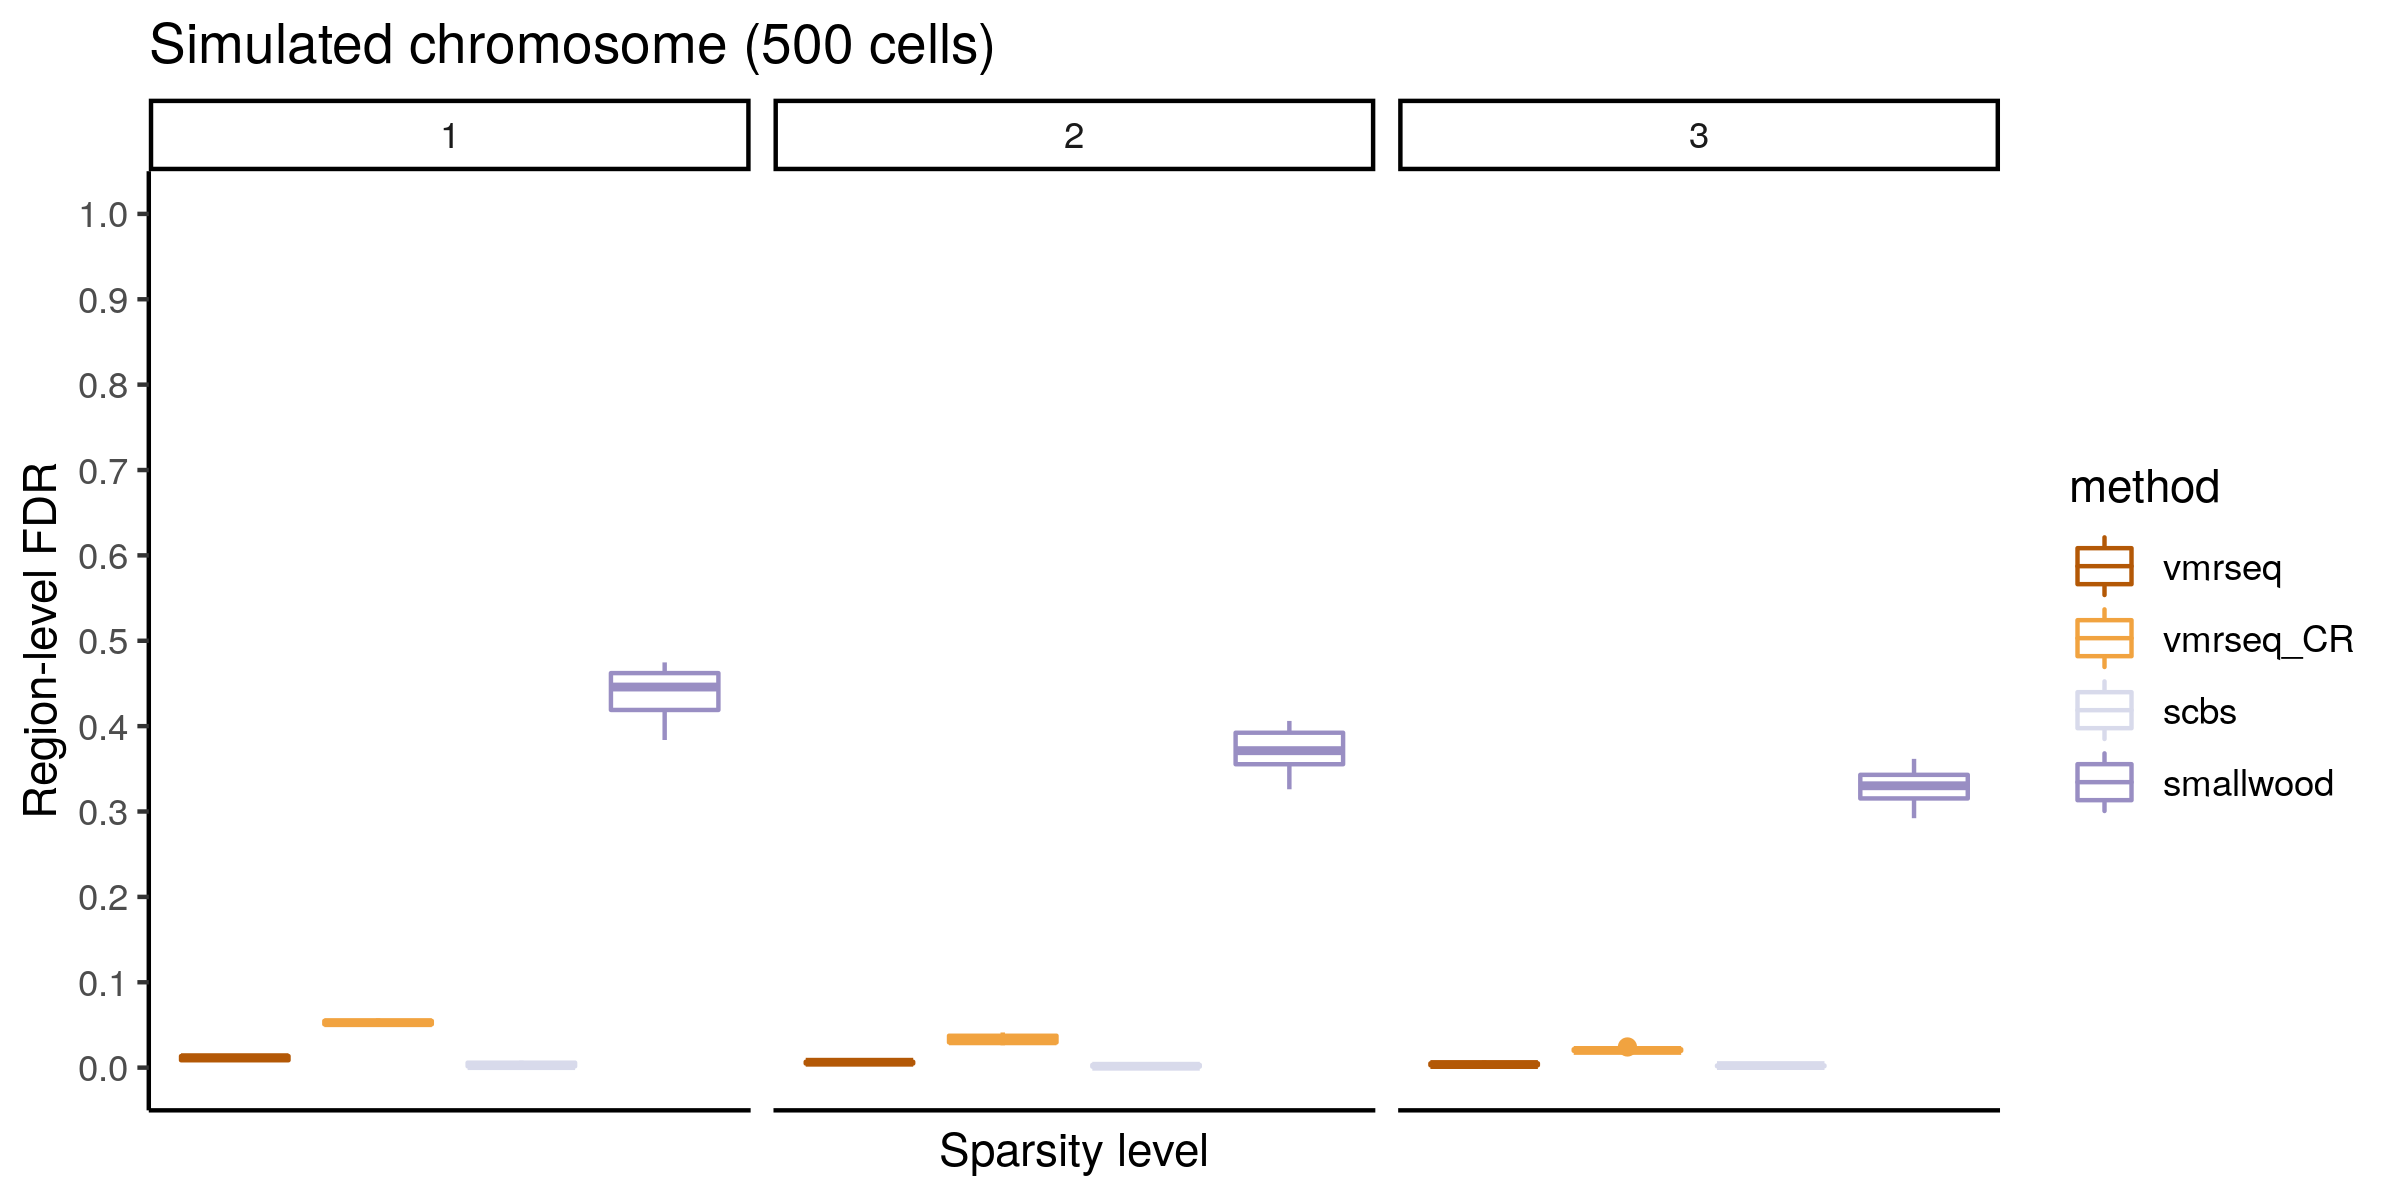 Simulated chromosome (500 cells)
1
2
3
1.0
0.9
0.8
0.7
0.6
0.5
0.4
0.3
0.2
0.1
0.0
Region-level FDR
Sparsity level
method
vmrseq
vmrseq_CR
scbs
smallwood